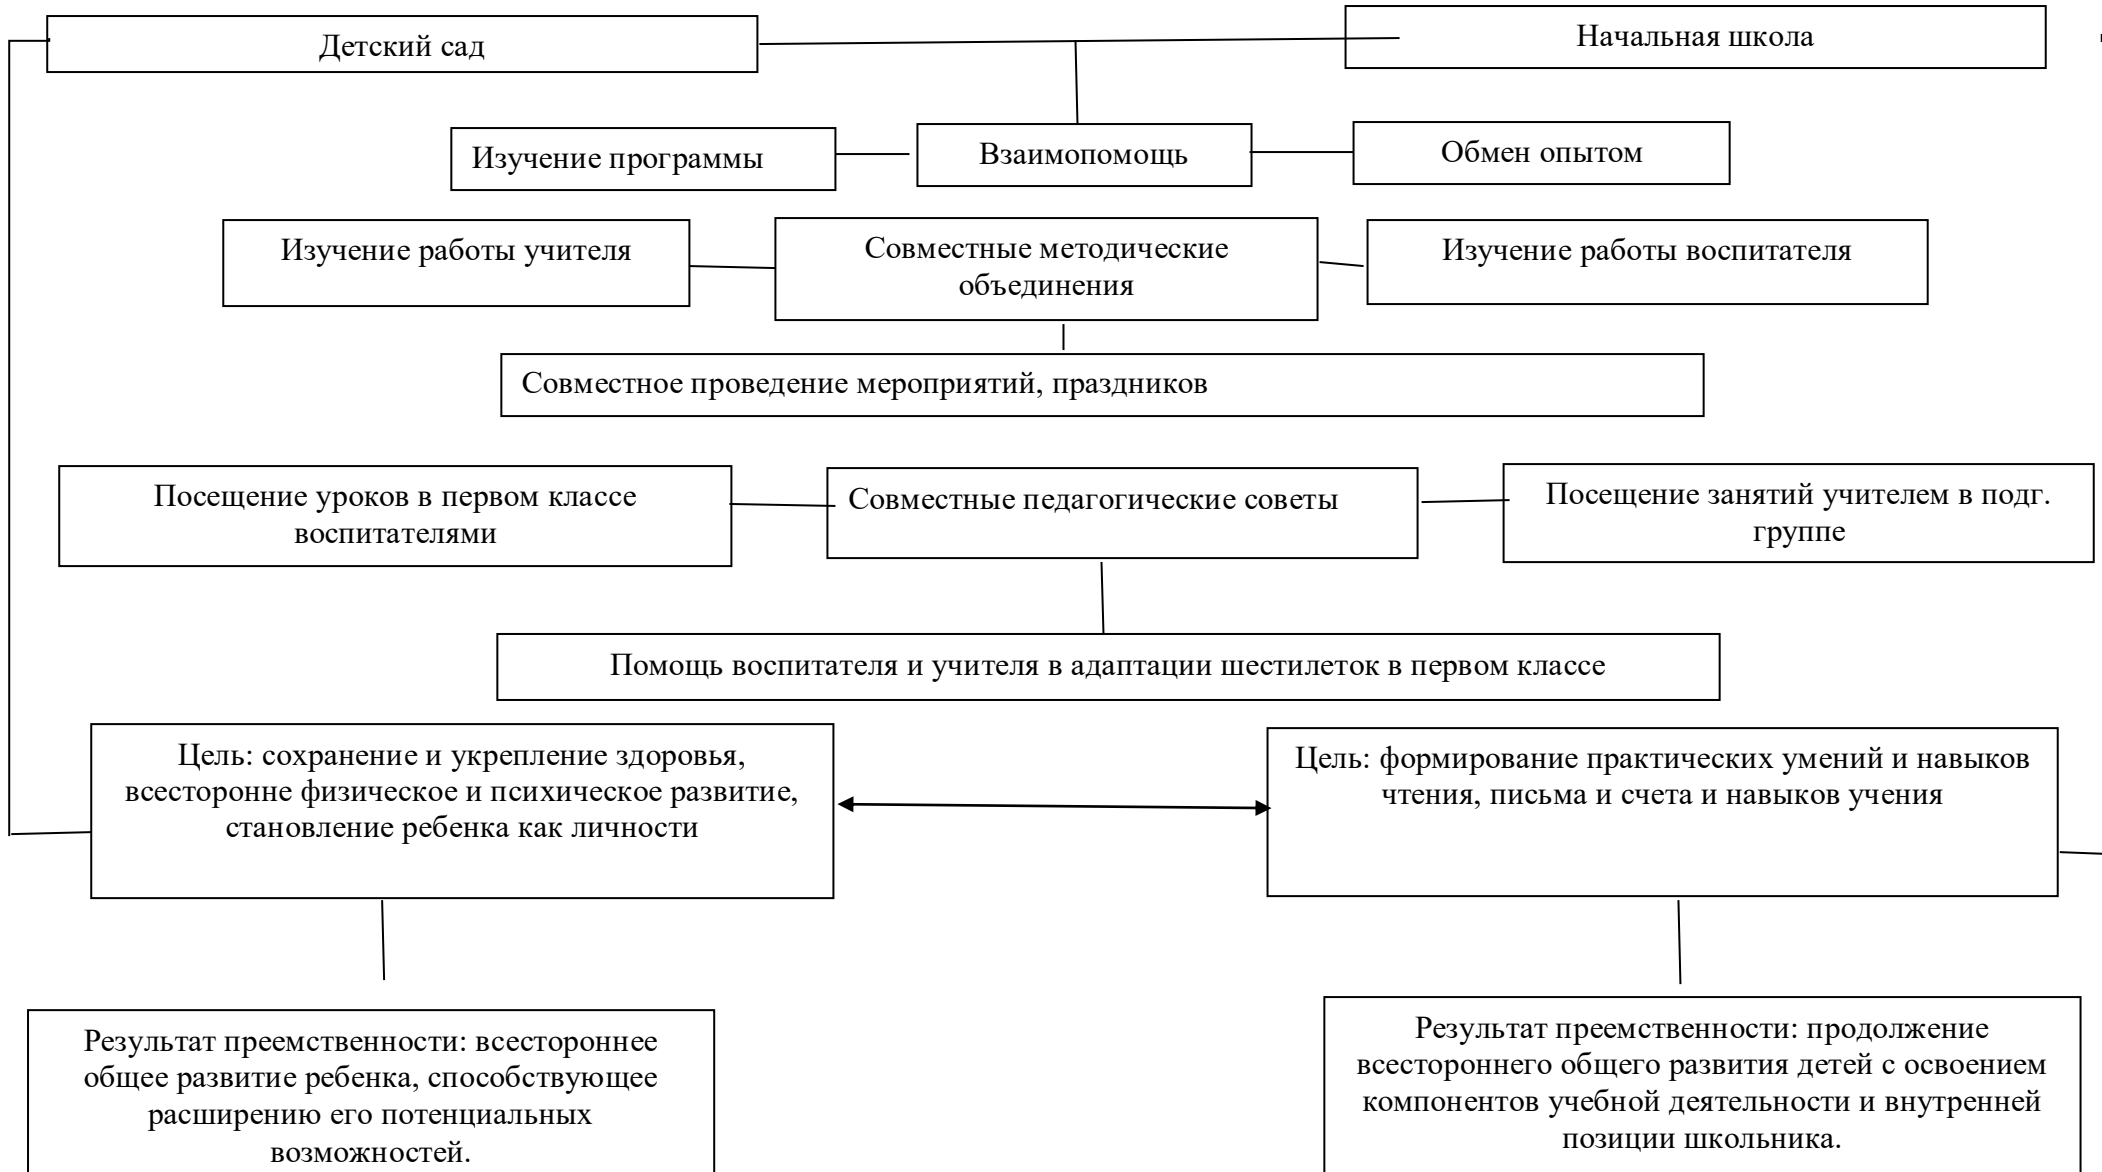 Детский сад
Начальная школа
Изучение программы
Взаимопомощь
Обмен опытом
Изучение работы учителя
Совместные методические
объединения
Изучение работы воспитателя
Совместное проведение мероприятий, праздников
Посещение уроков в первом классе
воспитателями
Совместные педагогические советы
Посещение занятий учителем в подг.
группе
Помощь воспитателя и учителя в адаптации шестилеток в первом классе
Цель: сохранение и укрепление здоровья,
всесторонне физическое и психическое развитие,
становление ребенка как личности
Цель: формирование практических умений и навыков
чтения, письма и счета и навыков учения
Результат преемственности: всестороннее
общее развитие ребенка, способствующее
расширению его потенциальных
возможностей.
Результат преемственности: продолжение
всестороннего общего развития детей с освоением
компонентов учебной деятельности и внутренней
позиции школьника.